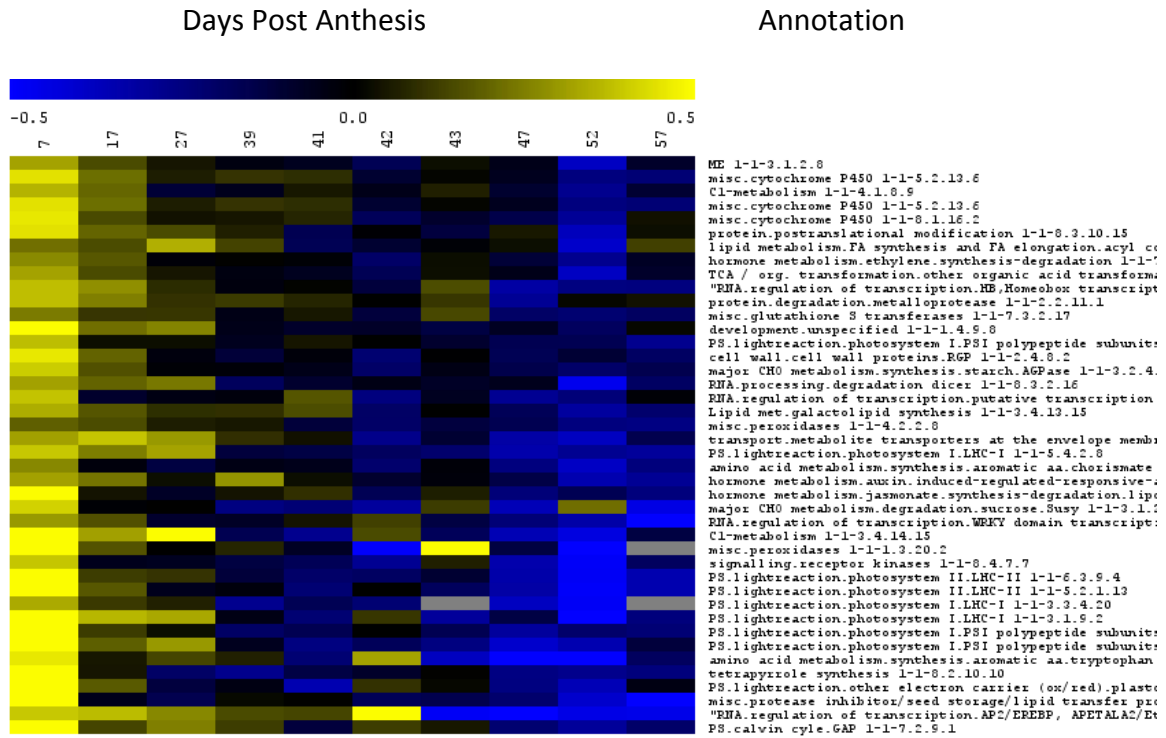 Days Post Anthesis
Annotation
-0.5 0.0 0.5
7 17 27 39 41 42 43 47 52 57
ME 1-1-3.1.2.8
misc.cytochrome P450 1-1-5.2.13.6
C1-metabolism 1-1-4.1.8.9
misc.cytochrome P450 1-1-5.2.13.6
misc.cytochrome P450 1-1-8.1.16.2
protein.postranslational modification 1-1-8.3.10.15
lipid metabolism.FA synthesis and FA elongation.acyl co
hormone metabolism.ethylene.synthesis-degradation 1-1-7
TCA / org. transformation.other organic acid transforma
"RNA.regulation of transcription.HB,Homeobox transcript
protein.degradation.metalloprotease 1-1-2.2.11.1
misc.glutathione S transferases 1-1-7.3.2.17
development.unspecified 1-1-1.4.9.8
PS.lightreaction.photosystem I.PSI polypeptide subunits
cell wall.cell wall proteins.RGP 1-1-2.4.8.2
major CHO metabolism.synthesis.starch.AGPase 1-1-3.2.4.
RNA.processing.degradation dicer 1-1-8.3.2.16
RNA.regulation of transcription.putative transcription
Lipid met.galactolipid synthesis 1-1-3.4.13.15
misc.peroxidases 1-1-4.2.2.8
transport.metabolite transporters at the envelope membr
PS.lightreaction.photosystem I.LHC-I 1-1-5.4.2.8
amino acid metabolism.synthesis.aromatic aa.chorismate
hormone metabolism.auxin.induced-regulated-responsive-a
hormone metabolism.jasmonate.synthesis-degradation.lipo
major CHO metabolism.degradation.sucrose.Susy 1-1-3.1.2
RNA.regulation of transcription.WRKY domain transcripti
C1-metabolism 1-1-3.4.14.15
misc.peroxidases 1-1-1.3.20.2
signalling.receptor kinases 1-1-8.4.7.7
PS.lightreaction.photosystem II.LHC-II 1-1-6.3.9.4
PS.lightreaction.photosystem II.LHC-II 1-1-5.2.1.13
PS.lightreaction.photosystem I.LHC-I 1-1-3.3.4.20
PS.lightreaction.photosystem I.LHC-I 1-1-3.1.9.2
PS.lightreaction.photosystem I.PSI polypeptide subunits
PS.lightreaction.photosystem I.PSI polypeptide subunits
amino acid metabolism.synthesis.aromatic aa.tryptophan
tetrapyrrole synthesis 1-1-8.2.10.10
PS.lightreaction.other electron carrier (ox/red).plasto
misc.protease inhibitor/seed storage/lipid transfer pro
"RNA.regulation of transcription.AP2/EREBP, APETALA2/Et
PS.calvin cyle.GAP 1-1-7.2.9.1